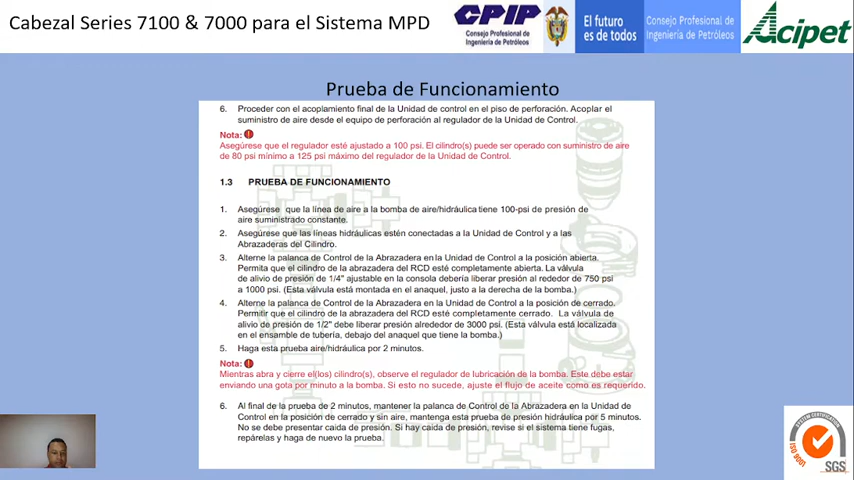 Cabezal Series 7100 & 7000 para el Sistema MPD
CPIP
Consejo Profesional de
Ingeniería de Petróleos
El futuro
es de todos
Consejo Profesional de
Ingeniería de Petróleos
Acipet
Prueba de Funcionamiento
6. Proceder con el acoplamiento final de la Unidad de control en el piso de perforación. Acoplar el
suministro de aire desde el equipo de perforación al regulador de la Unidad de Control.
Nota:
Asegúrese que el regulador esté ajustado a 100 psi. El cilindro(s) puede ser operado con suministro de aire
de 80 psi mínimo a 125 psi máximo del regulador de la Unidad de Control.
1.3 PRUEBA DE FUNCIONAMIENTO
1. Asegúrese que la línea de aire a la bomba de aire/hidráulica tiene 100-psi de presión de
aire suministrado constante.
2. Asegúrese que las líneas hidráulicas estén conectadas a la Unidad de Control y a las
Abrazaderas del Cilindro.
3. Alterne la palanca de Control de la Abrazadera en la Unidad de Control a la posición abierta.
Permita que el cilindro de la abrazadera del RCD esté completamente abierta. La válvula
de alivio de presión de 1/4" ajustable en la consola debería liberar presión al rededor de 750 psi
a 1000 psi. (Esta válvula está montada en el anaquel, justo a la derecha de la bomba.)
4. Alterne la palanca de Control de la Abrazadera en la Unidad de Control a la posición de cerrado.
Permitir que el cilindro de la abrazadera del RCD esté completamente cerrado. La válvula de
alivio de presión de 1/2" debe liberar presión alrededor de 3000 psi. (Esta válvula está localizada
en el ensamble de tubería, debajo del anaquel que tiene la bomba.)
5. Haga esta prueba aire/hidráulica por 2 minutos.
Nota:
Mientras abra y cierre el(los) cilindro(s), observe el regulador de lubricación de la bomba. Este debe estar
enviando una gota por minuto a la bomba. Si esto no sucede, ajuste el flujo de aceite como es requerido.
6. Al final de la prueba de 2 minutos, mantener la palanca de Control de la Abrazadera en la Unidad de
Control en la posición de cerrado y sin aire, mantenga esta prueba de presión hidráulica por 5 minutos.
No se debe presentar caida de presión. Si hay caida de presión, revise si el sistema tiene fugas,
repárelas y haga de nuevo la prueba.
SYSTEM CERTIFICATION
ISO 9001
SGS